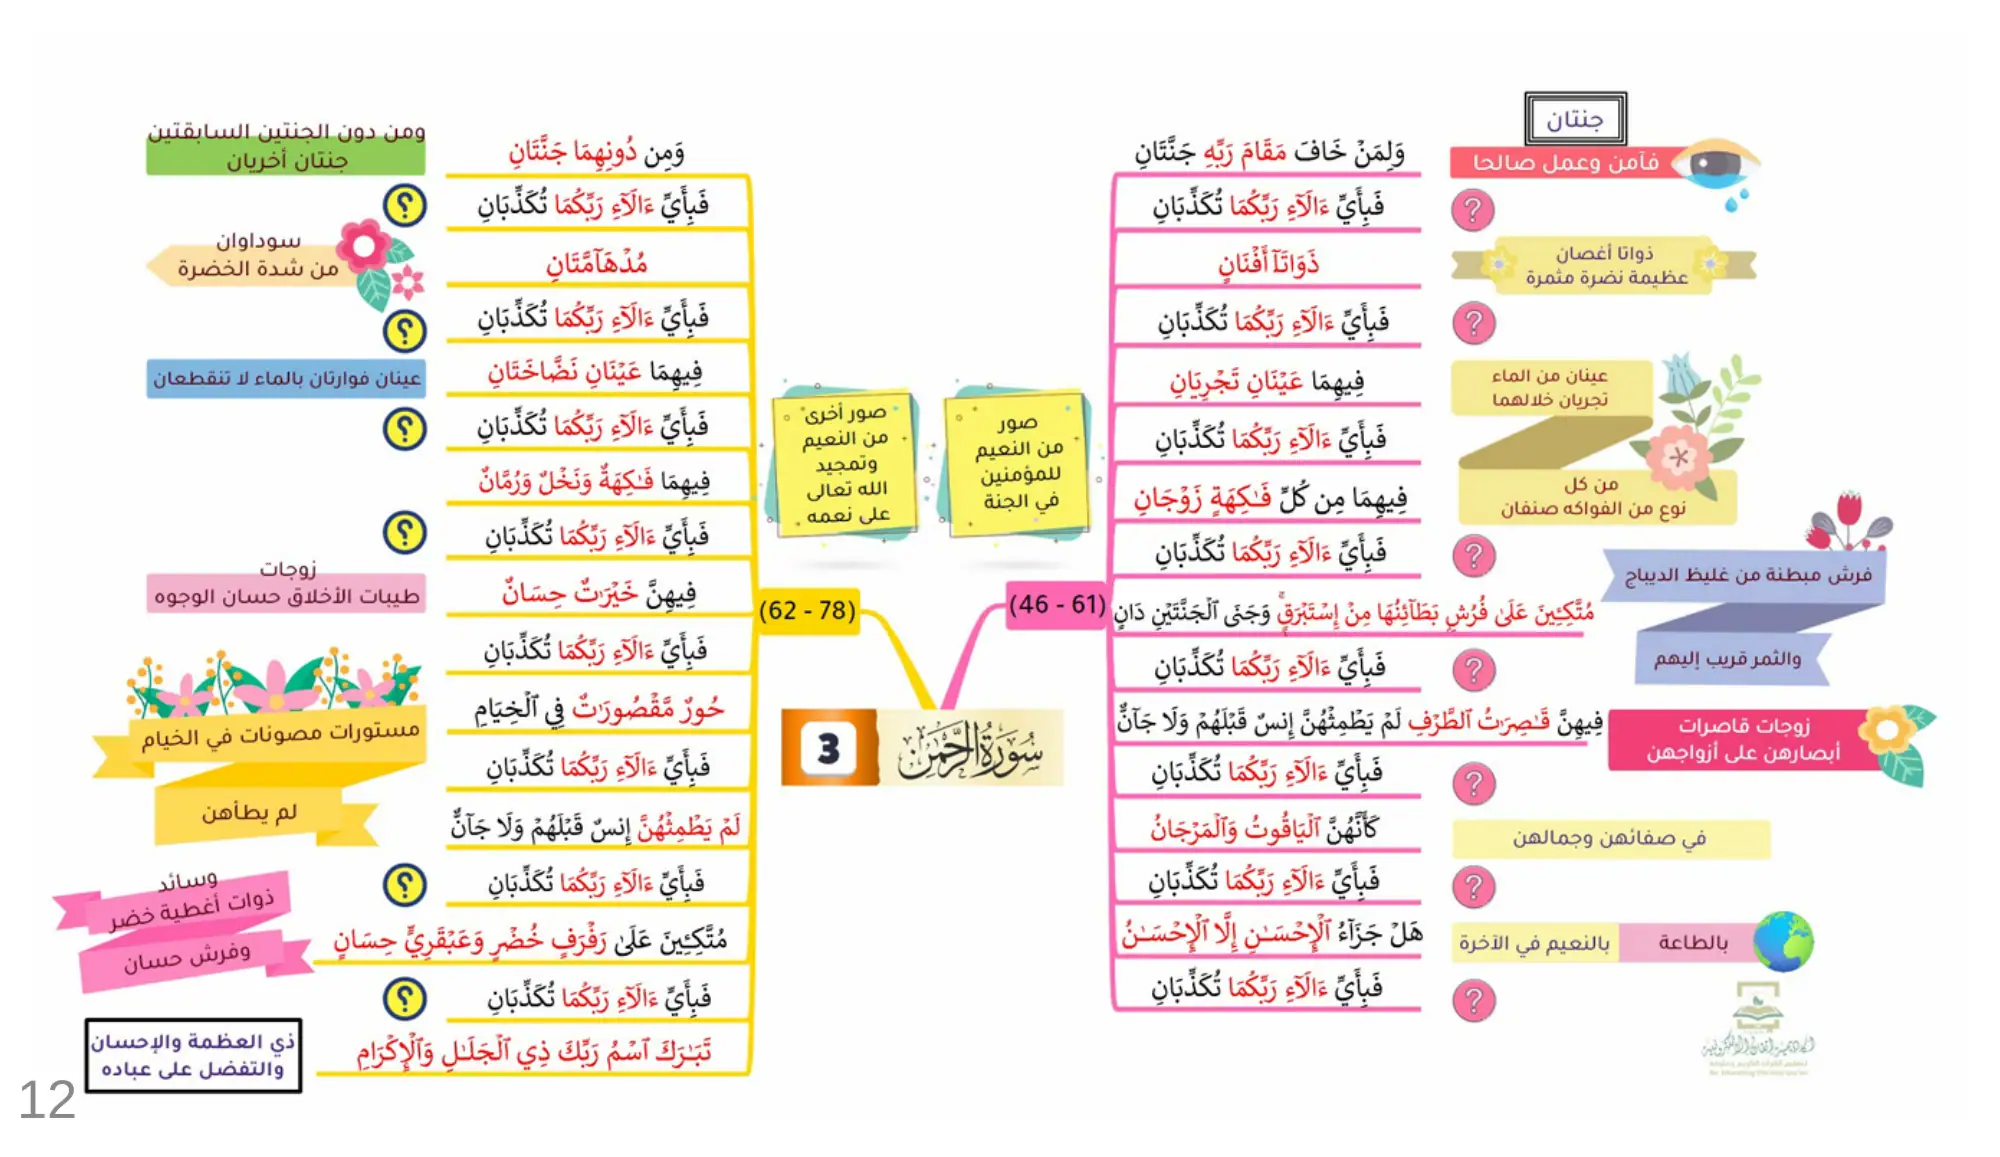 جنتان
وَلِمَنْ خَافَ مَقَامَ رَبِّهِ جَنَّتَانِ
فآمن وعمل صالحا
فَبِأَيِّ ءَالَآءِ رَبِّكُمَا تُكَذِّبَانِ
?
ذَوَاتَآ أَفْنَانٍ
ذواتا أغصان
عظيمة نضرة مثمرة
فَبِأَيِّ ءَالَآءِ رَبِّكُمَا تُكَذِّبَانِ
?
فِيهِمَا عَيْنَانِ تَجْرِيَانِ
عينان من الماء
تجريان خلالهما
فَبِأَيِّ ءَالَآءِ رَبِّكُمَا تُكَذِّبَانِ
فِيهِمَا مِن كُلِّ فَـٰكِهَةٍ زَوْجَانِ
من كل
نوع من الفواكه صنفان
فَبِأَيِّ ءَالَآءِ رَبِّكُمَا تُكَذِّبَانِ
?
مُتَّكِـِٔينَ عَلَىٰ فُرُشٍۭ بَطَآئِنُهَا مِنْ إِسْتَبْرَقٍۚ وَجَنَى ٱلْجَنَّتَيْنِ دَانٍ
فرش مبطنة من غليظ الديباج
والثمر قريب إليهم
فَبِأَيِّ ءَالَآءِ رَبِّكُمَا تُكَذِّبَانِ
?
فِيهِنَّ قَـٰصِرَٰتُ ٱلطَّرْفِ لَمْ يَطْمِثْهُنَّ إِنسٌ قَبْلَهُمْ وَلَا جَآنٌّ
زوجات قاصرات
أبصارهن على أزواجهن
فَبِأَيِّ ءَالَآءِ رَبِّكُمَا تُكَذِّبَانِ
?
كَأَنَّهُنَّ ٱلْيَاقُوتُ وَٱلْمَرْجَانُ
في صفائهن وجمالهن
فَبِأَيِّ ءَالَآءِ رَبِّكُمَا تُكَذِّبَانِ
?
هَلْ جَزَآءُ ٱلْإِحْسَـٰنِ إِلَّا ٱلْإِحْسَـٰنُ
بالطاعة
بالنعيم في الآخرة
فَبِأَيِّ ءَالَآءِ رَبِّكُمَا تُكَذِّبَانِ
?
صور
من النعيم
للمؤمنين
في الجنة
(46 - 61)
سُورَةُ الرَّحْمَٰن
3
صور أخرى
من النعيم
وتمجيد
الله تعالى
على نعمه
(62 - 78)
وَمِن دُونِهِمَا جَنَّتَانِ
ومن دون الجنتين السابقتين
جنتان أخريان
فَبِأَيِّ ءَالَآءِ رَبِّكُمَا تُكَذِّبَانِ
؟
مُدْهَآمَّتَانِ
سوداوان
من شدة الخضرة
فَبِأَيِّ ءَالَآءِ رَبِّكُمَا تُكَذِّبَانِ
؟
فِيهِمَا عَيْنَانِ نَضَّاخَتَانِ
عينان فوارتان بالماء لا تنقطعان
فَبِأَيِّ ءَالَآءِ رَبِّكُمَا تُكَذِّبَانِ
؟
فِيهِمَا فَـٰكِهَةٌ وَنَخْلٌ وَرُمَّانٌ
فَبِأَيِّ ءَالَآءِ رَبِّكُمَا تُكَذِّبَانِ
؟
فِيهِنَّ خَيْرَٰتٌ حِسَانٌ
زوجات
طيبات الأخلاق حسان الوجوه
فَبِأَيِّ ءَالَآءِ رَبِّكُمَا تُكَذِّبَانِ
حُورٌ مَّقْصُورَٰتٌ فِي ٱلْخِيَامِ
مستورات مصونات في الخيام
فَبِأَيِّ ءَالَآءِ رَبِّكُمَا تُكَذِّبَانِ
لَمْ يَطْمِثْهُنَّ إِنسٌ قَبْلَهُمْ وَلَا جَآنٌّ
لم يطأهن
فَبِأَيِّ ءَالَآءِ رَبِّكُمَا تُكَذِّبَانِ
؟
مُتَّكِـِٔينَ عَلَىٰ رَفْرَفٍ خُضْرٍ وَعَبْقَرِيٍّ حِسَانٍ
وسائد
ذوات أغطية خضر
وفرش حسان
فَبِأَيِّ ءَالَآءِ رَبِّكُمَا تُكَذِّبَانِ
؟
تَبَـٰرَكَ ٱسْمُ رَبِّكَ ذِي ٱلْجَلَـٰلِ وَٱلْإِكْرَامِ
ذي العظمة والإحسان
والتفضل على عباده
12